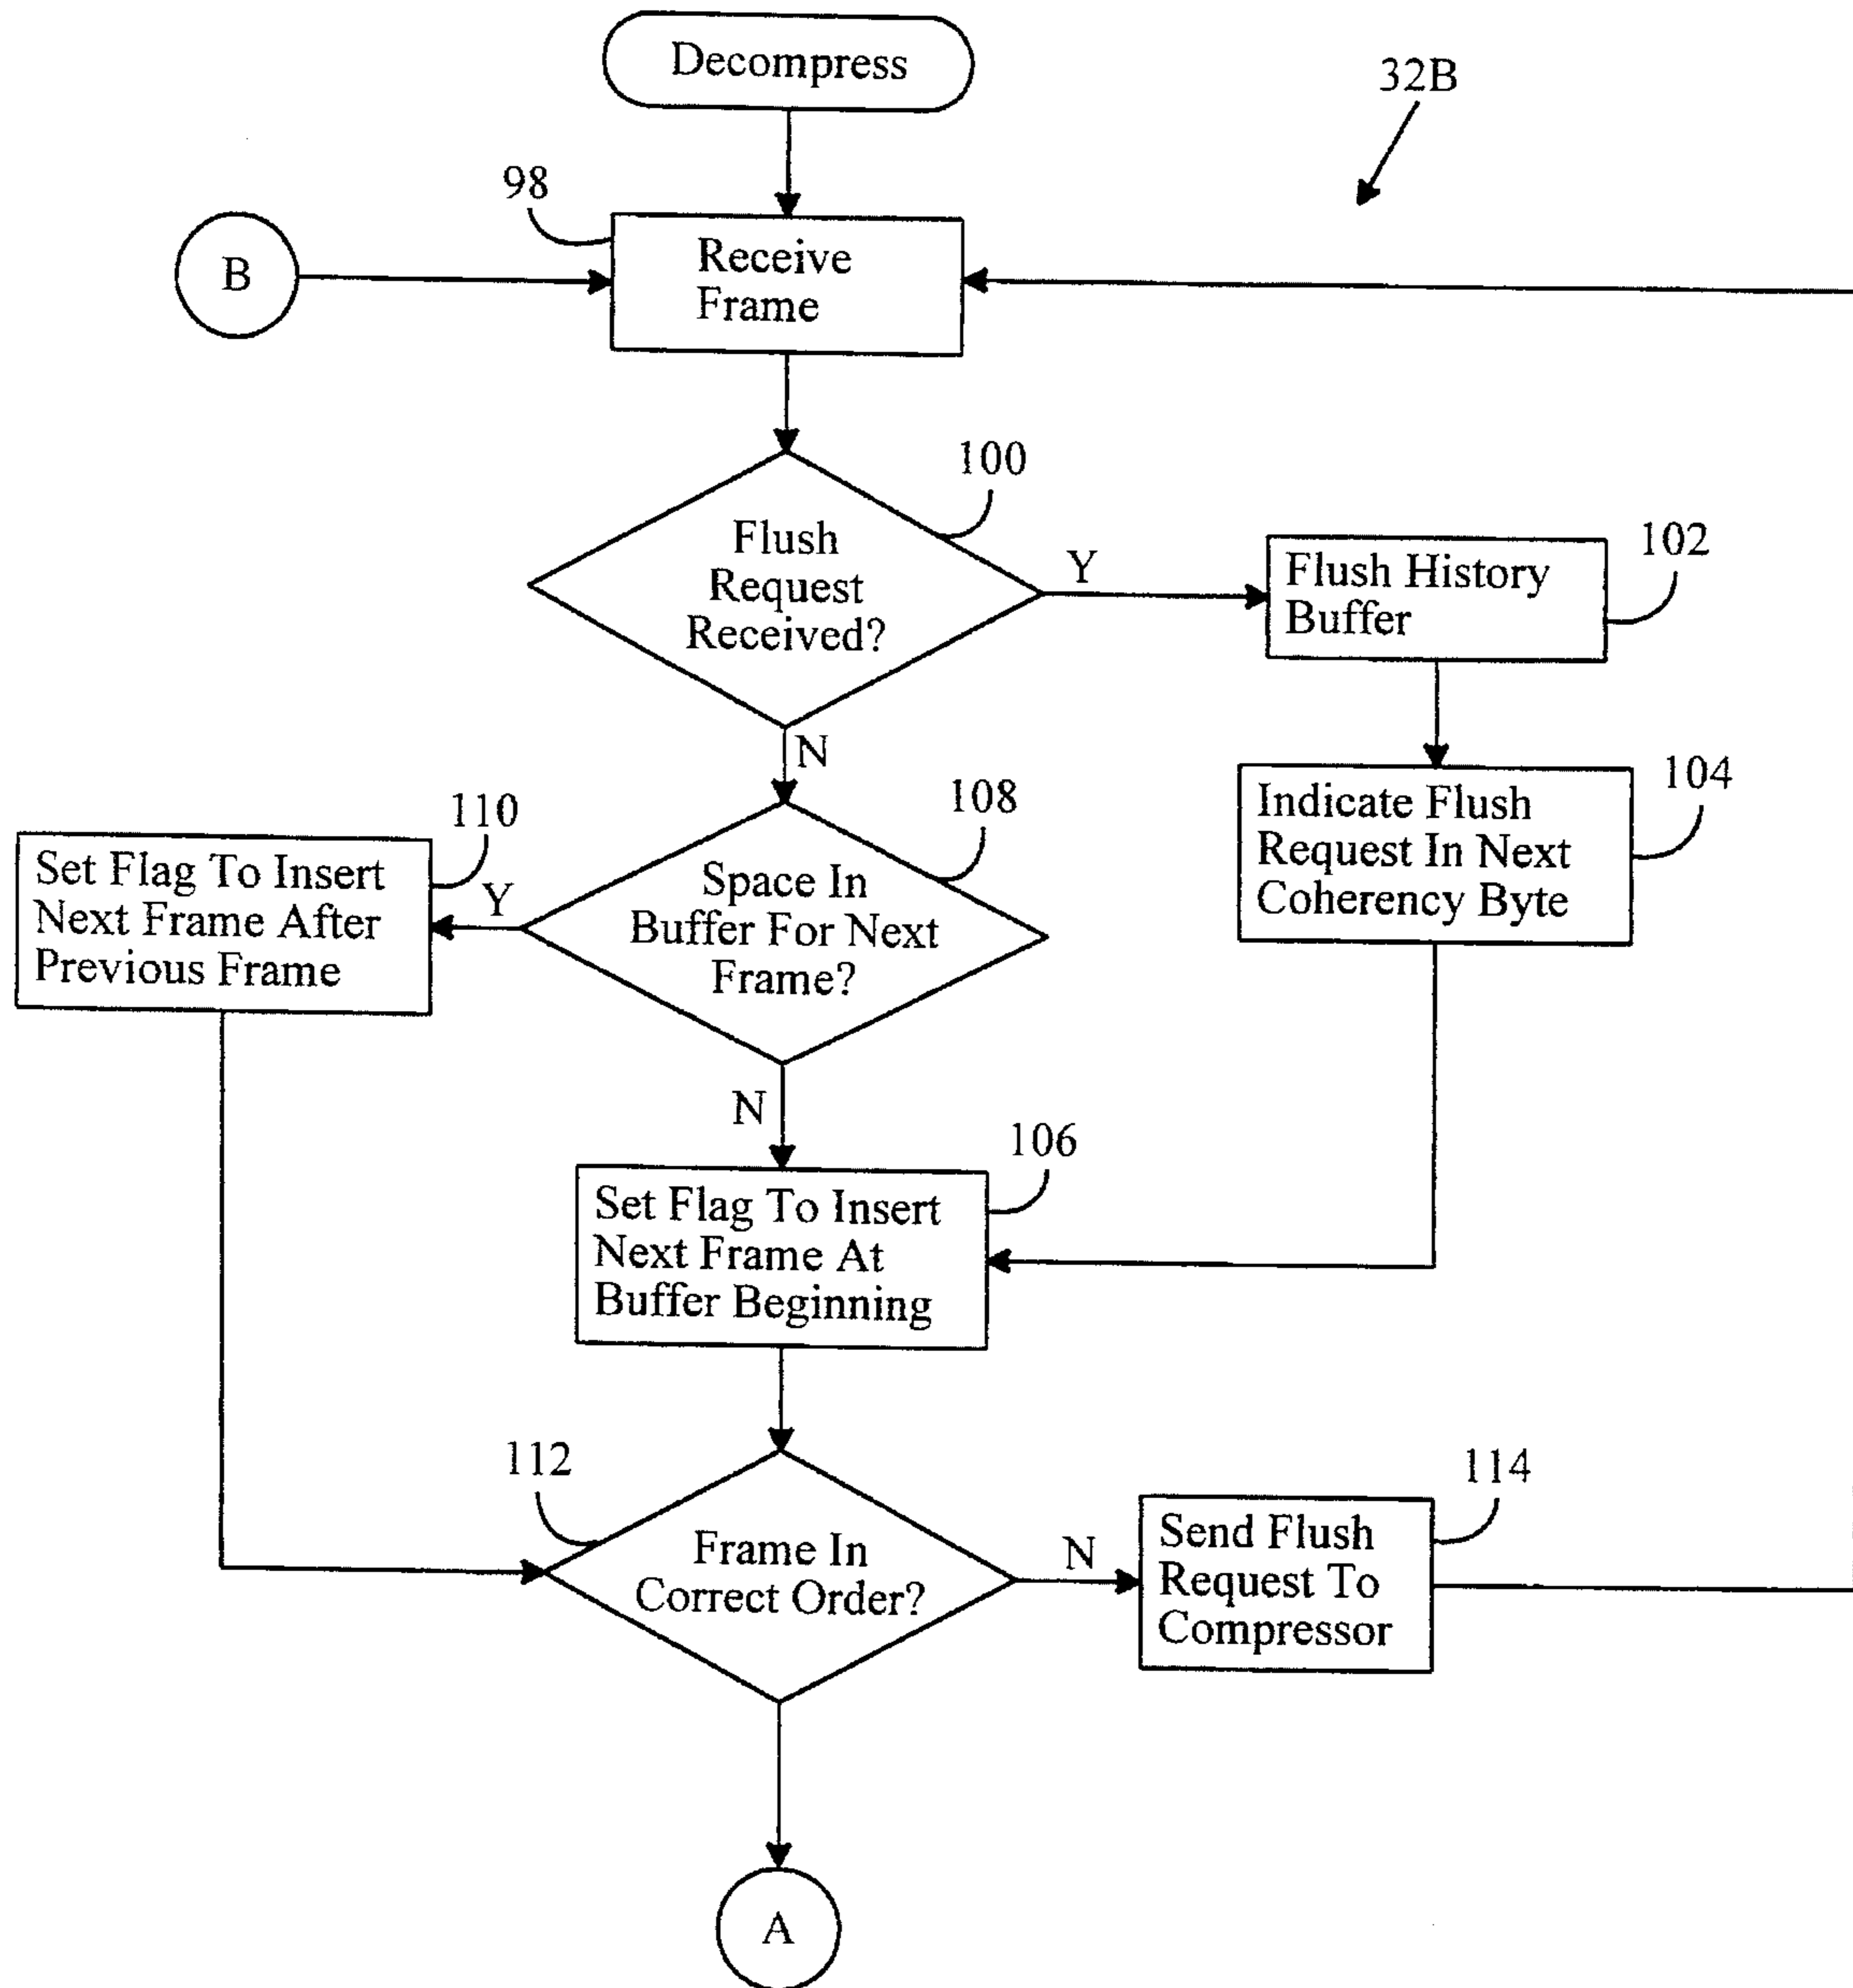 Decompress
32B
98
B
Receive
Frame
100
Flush
Request
Received?
Y
102
Flush History
Buffer
N
104
Indicate Flush
Request In Next
Coherency Byte
110
Set Flag To Insert
Next Frame After
Previous Frame
Y
108
Space In
Buffer For Next
Frame?
N
106
Set Flag To Insert
Next Frame At
Buffer Beginning
112
Frame In
Correct Order?
N
114
Send Flush
Request To
Compressor
A